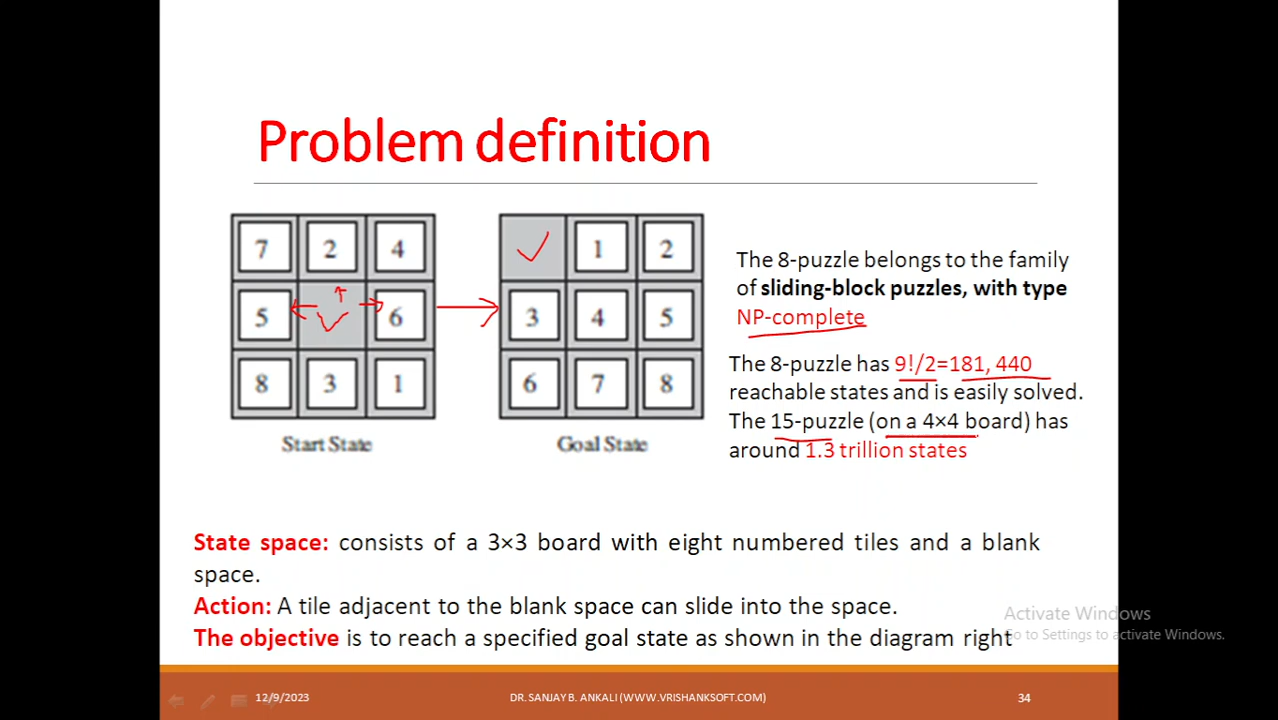 Problem definition
7 2 4
5 6
8 3 1
Start State
1 2
3 4 5
6 7 8
Goal State
The 8-puzzle belongs to the family
of sliding-block puzzles, with type
NP-complete
The 8-puzzle has 9!/2=181, 440
reachable states and is easily solved.
The 15-puzzle (on a 4×4 board) has
around 1.3 trillion states
State space: consists of a 3×3 board with eight numbered tiles and a blank
space.
Action: A tile adjacent to the blank space can slide into the space.
The objective is to reach a specified goal state as shown in the diagram right
Activate Windows
Go to Settings to activate Windows.
12/9/2023
DR. SANJAY B. ANKALI (WWW.VRISHANKSOFT.COM)
34